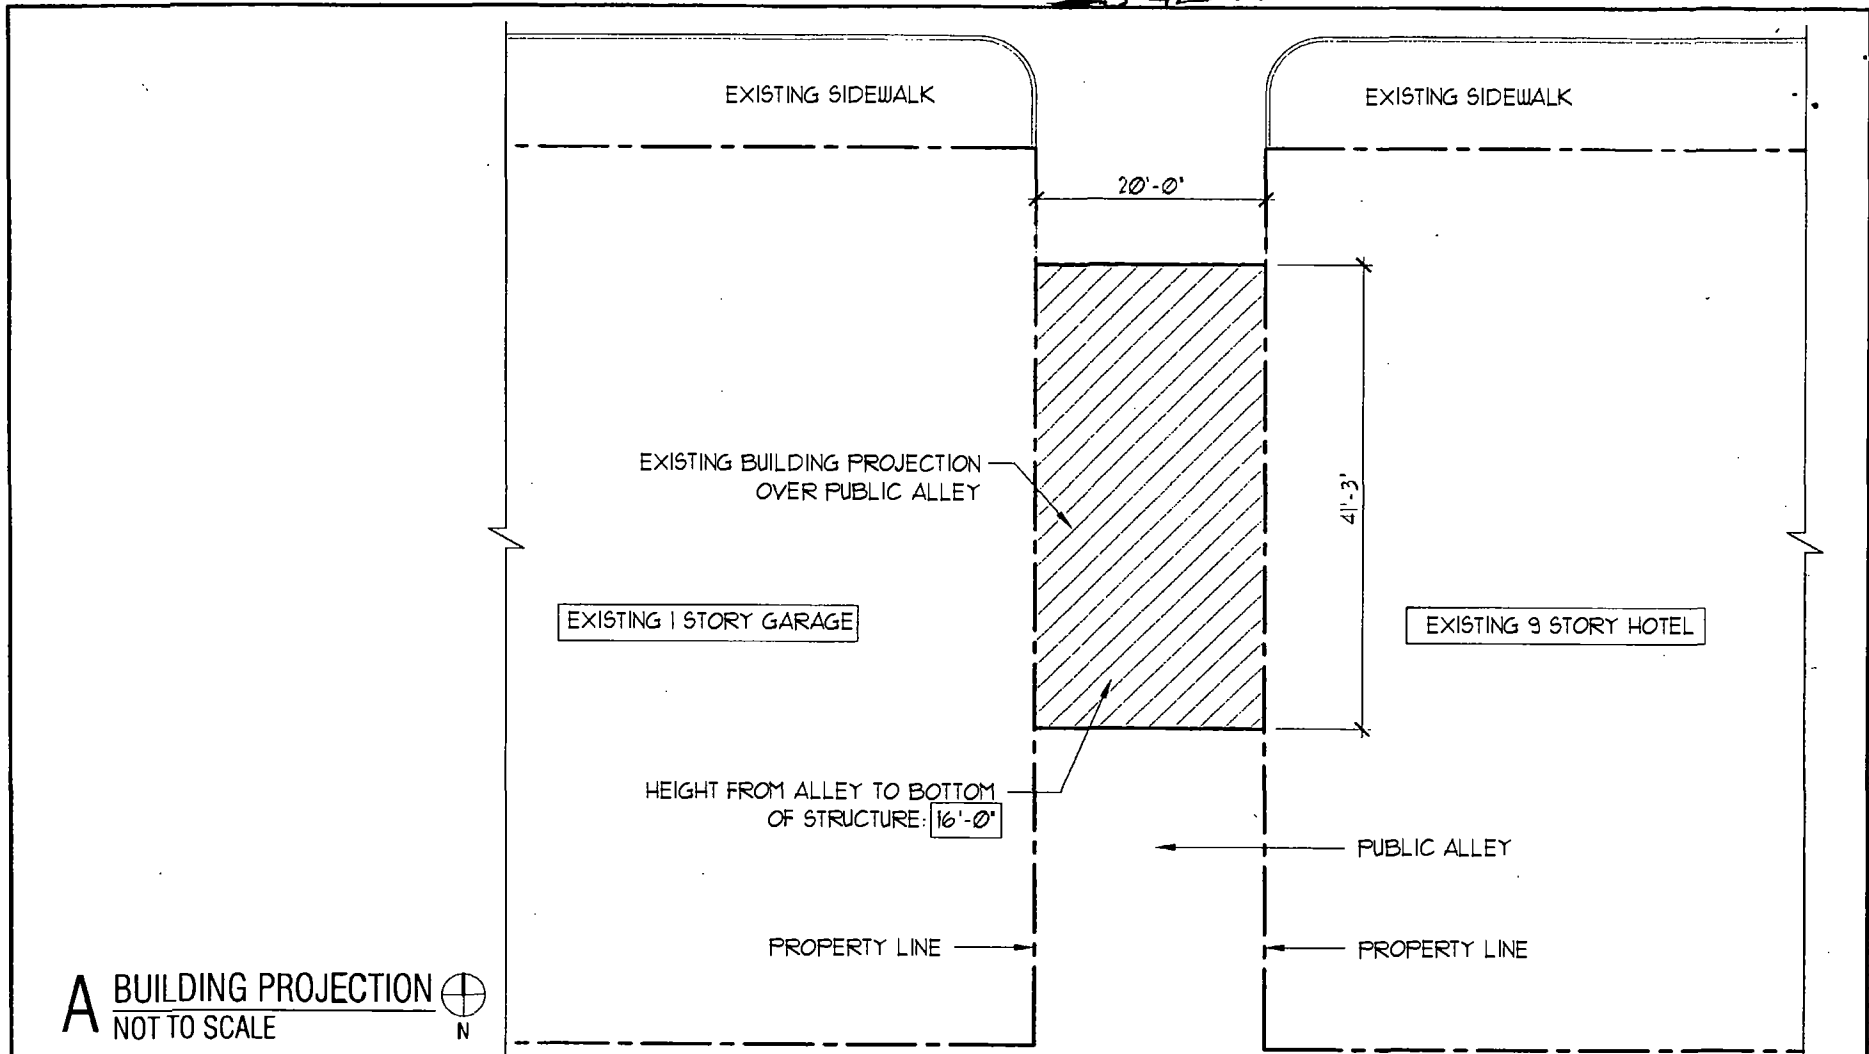 EXISTING SIDEWALK
EXISTING SIDEWALK
20'-0"
EXISTING BUILDING PROJECTION
OVER PUBLIC ALLEY
41'-3"
EXISTING 1 STORY GARAGE
EXISTING 9 STORY HOTEL
HEIGHT FROM ALLEY TO BOTTOM
OF STRUCTURE: 16'-0"
PUBLIC ALLEY
PROPERTY LINE
PROPERTY LINE
A BUILDING PROJECTION
NOT TO SCALE
N